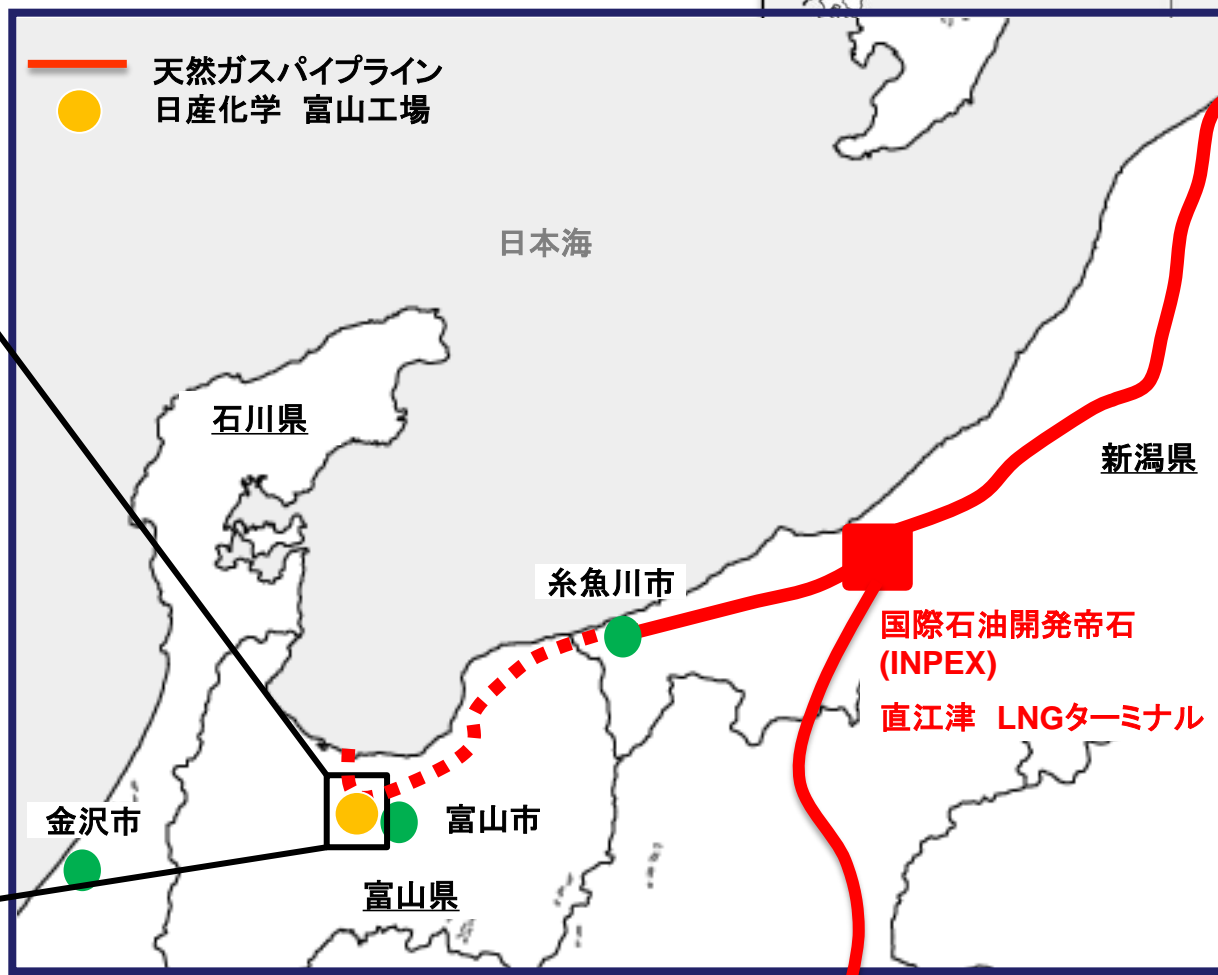 天然ガスパイプライン
日産化学　富山工場
日本海
石川県
新潟県
糸魚川市
国際石油開発帝石
(INPEX)
直江津　LNGターミナル
金沢市
富山市
富山県